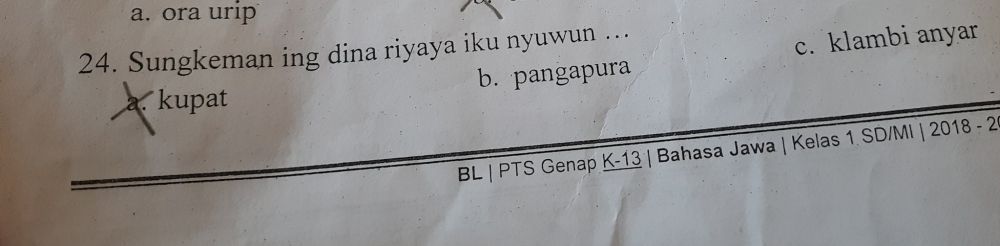 a. ora urip
24. Sungkeman ing dina riyaya iku nyuwun ...
a. kupat b. pangapura c. klambi anyar
BL | PTS Genap K-13 | Bahasa Jawa | Kelas 1 SD/MI | 2018 - 20